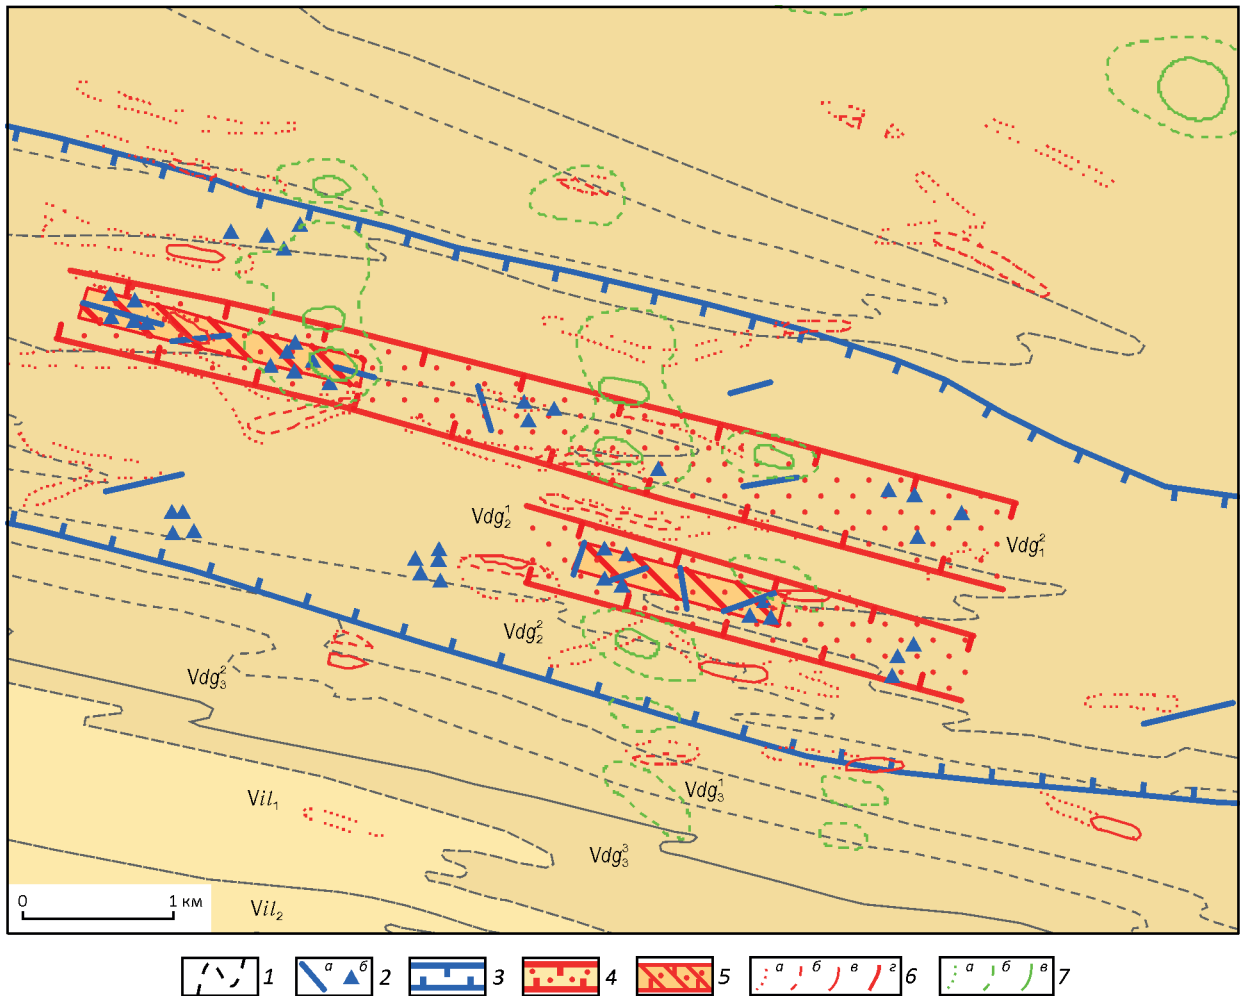 Vdg₂¹
Vdg₁²
Vdg₂²
Vdg₃²
Vdg₃¹
Vil₁
Vdg₃³
0 1 км
Vil₂
1 а б 2 3 4 5 а б в г 6 а б в 7